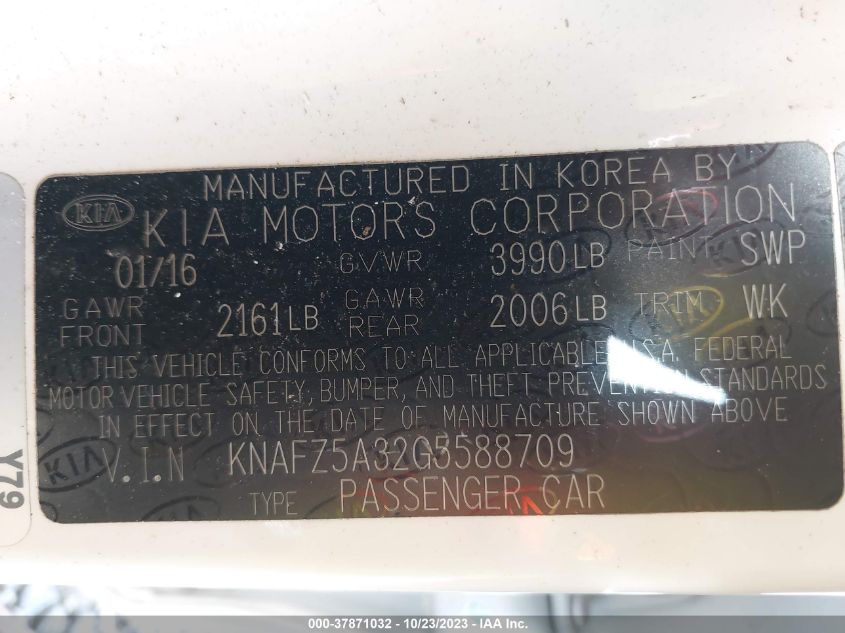 MANUFACTURED IN KOREA BY
KIA KIA MOTORS CORPORATION
01/16 GVWR 3990LB PAINT: SWP
GAWR FRONT 2161LB GAWR REAR 2006LB TRIM: WK
THIS VEHICLE CONFORMS TO ALL APPLICABLE U.S.A. FEDERAL
MOTOR VEHICLE SAFETY, BUMPER, AND THEFT PREVENTION STANDARDS
IN EFFECT ON THE DATE OF MANUFACTURE SHOWN ABOVE
V.I.N KNAFZ5A32G5588709
TYPE PASSENGER CAR
Y79
000-37871032 - 10/23/2023 - IAA Inc.